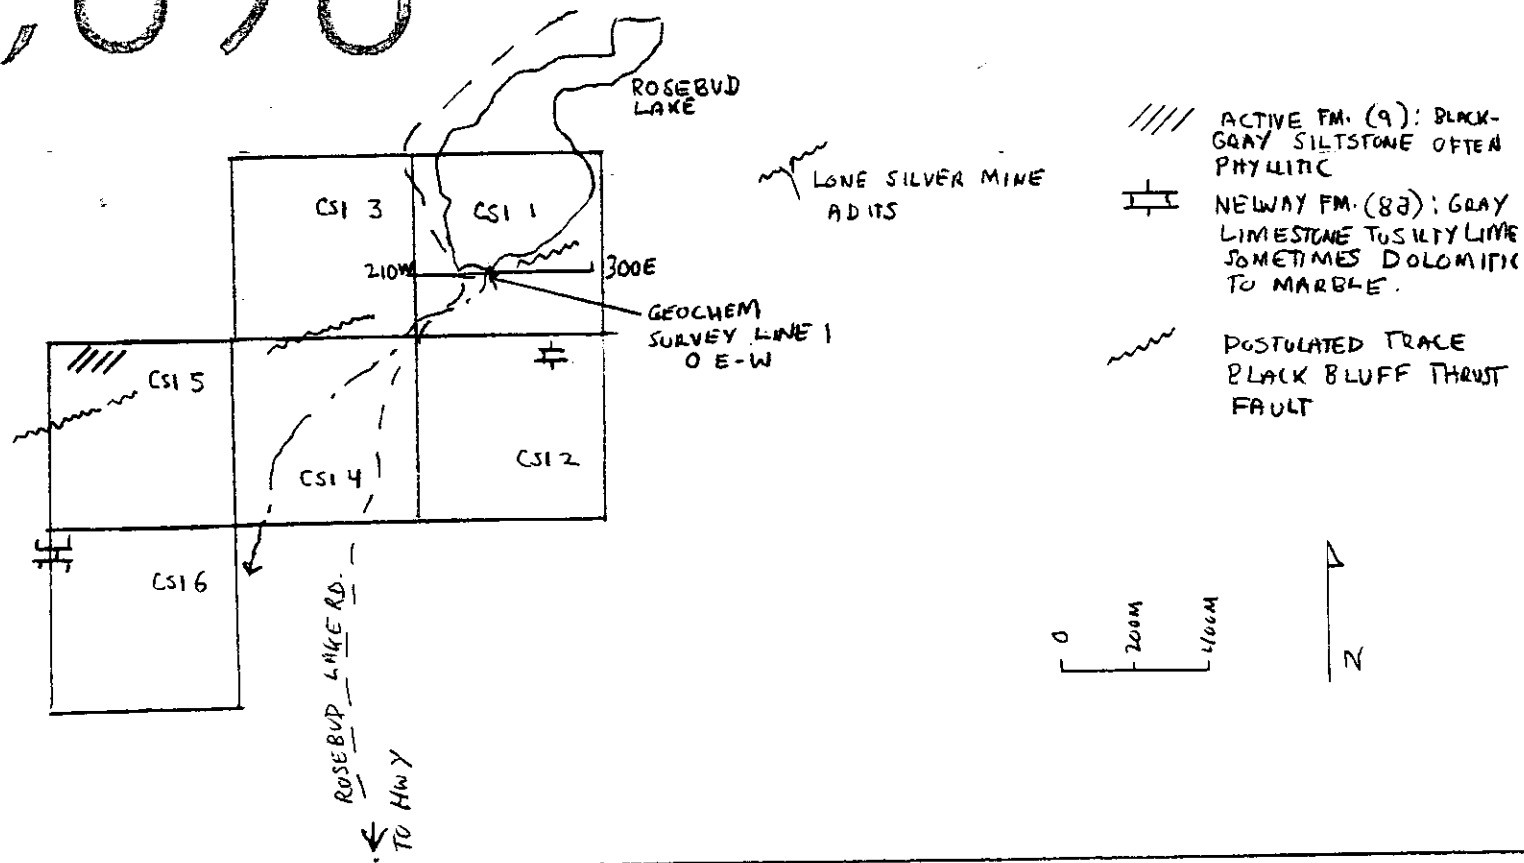 ROSEBUD
LAKE
LONE SILVER MINE
ADITS
ACTIVE FM. (9): BLACK-
GRAY SILTSTONE OFTEN
PHYLLITIC
NELWAY FM. (8d): GRAY
LIMESTONE TO SILTY LIME
SOMETIMES DOLOMITIC
TO MARBLE.
POSTULATED TRACE
BLACK BLUFF THRUST
FAULT
CSI 3
CSI 1
210W
300E
GEOCHEM
SURVEY LINE 1
0 E-W
CSI 5
CSI 4
CSI 2
CSI 6
ROSEBUD LAKE RD.
TO HWY
0
200M
400M
N